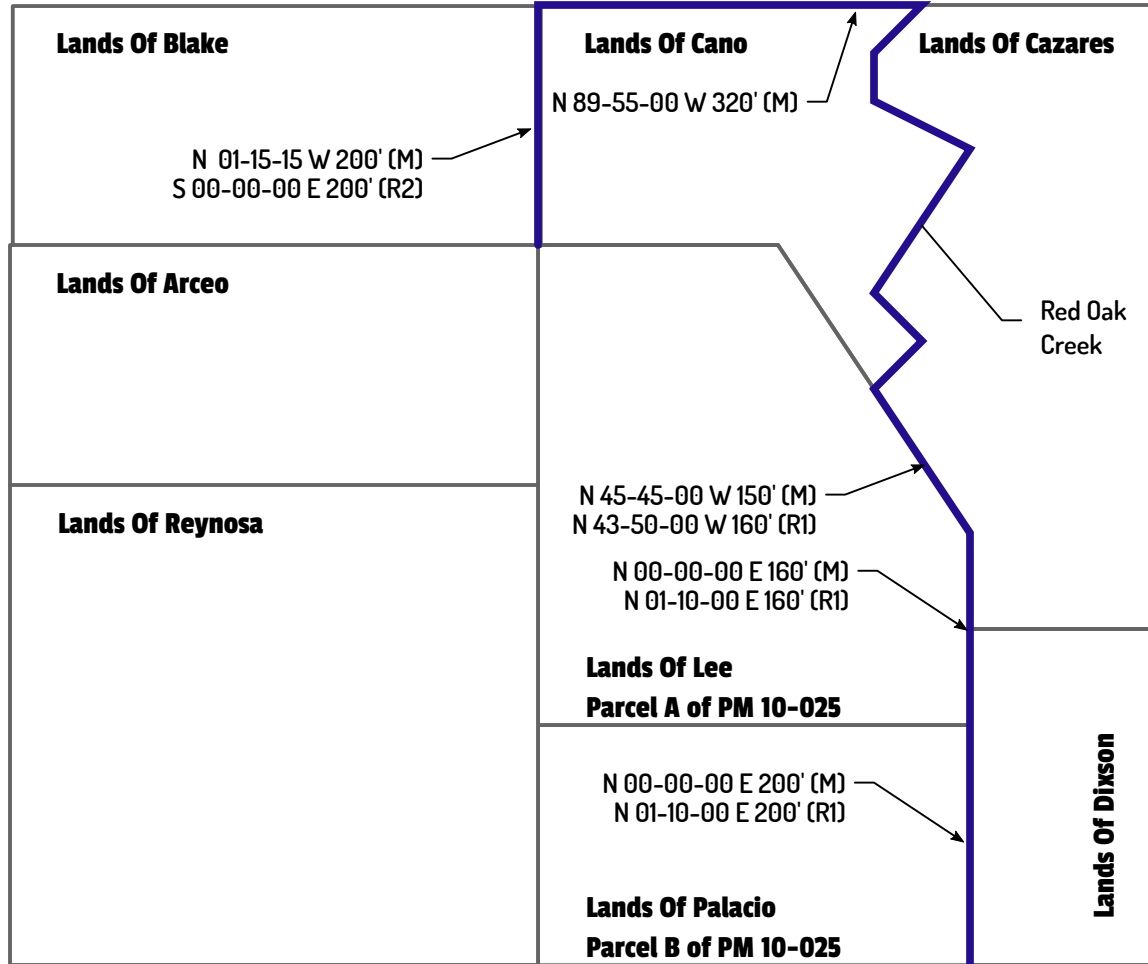 Lands Of Blake
Lands Of Cano
Lands Of Cazares
N 89-55-00 W 320' (M)
N 01-15-15 W 200' (M)
S 00-00-00 E 200' (R2)
Lands Of Arceo
Red Oak
Creek
N 45-45-00 W 150' (M)
N 43-50-00 W 160' (R1)
Lands Of Reynosa
N 00-00-00 E 160' (M)
N 01-10-00 E 160' (R1)
Lands Of Lee
Parcel A of PM 10-025
N 00-00-00 E 200' (M)
N 01-10-00 E 200' (R1)
Lands Of Dixson
Lands Of Palacio
Parcel B of PM 10-025